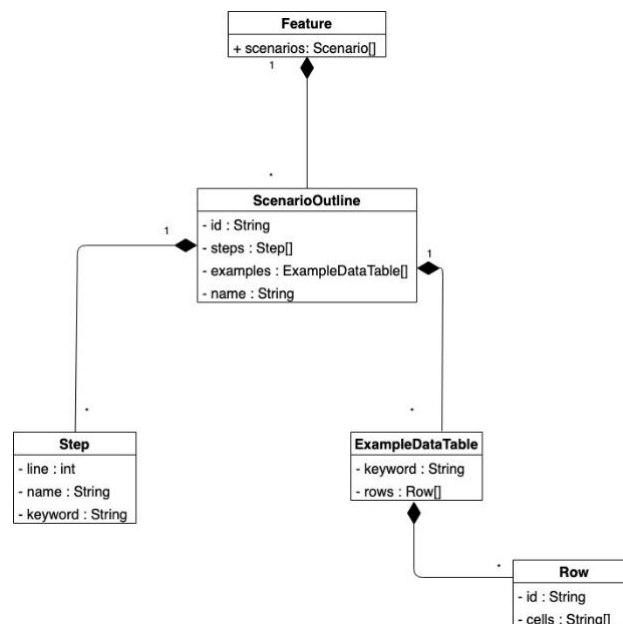 Feature
+ scenarios: Scenario[]
1
*
ScenarioOutline
- id : String
- steps : Step[]
- examples : ExampleDataTable[]
- name : String
1
1
*
*
Step
- line : int
- name : String
- keyword : String
ExampleDataTable
- keyword : String
- rows : Row[]
*
Row
- id : String
- cells : String[]